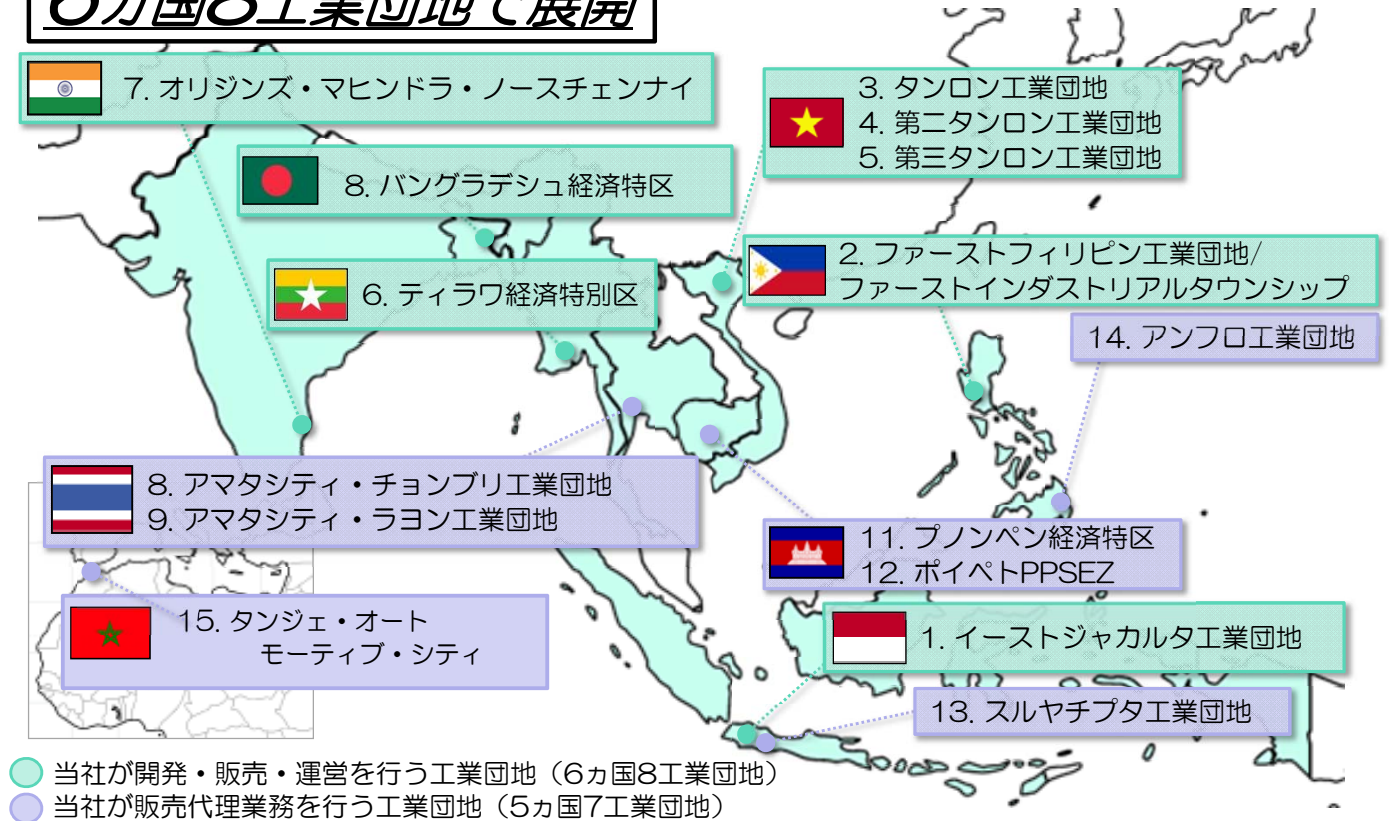 6カ国8工業団地で展開
7. オリジンズ・マヒンドラ・ノースチェンナイ
3. タンロン工業団地
4. 第二タンロン工業団地
5. 第三タンロン工業団地
8. バングラデシュ経済特区
2. ファーストフィリピン工業団地/
ファーストインダストリアルタウンシップ
6. ティラワ経済特別区
14. アンフロ工業団地
8. アマタシティ・チョンブリ工業団地
9. アマタシティ・ラヨン工業団地
11. プノンペン経済特区
12. ポイペトPPSEZ
15. タンジェ・オート
モーティブ・シティ
1. イーストジャカルタ工業団地
13. スルヤチプタ工業団地
当社が開発・販売・運営を行う工業団地（6ヵ国8工業団地）
当社が販売代理業務を行う工業団地（5ヵ国7工業団地）